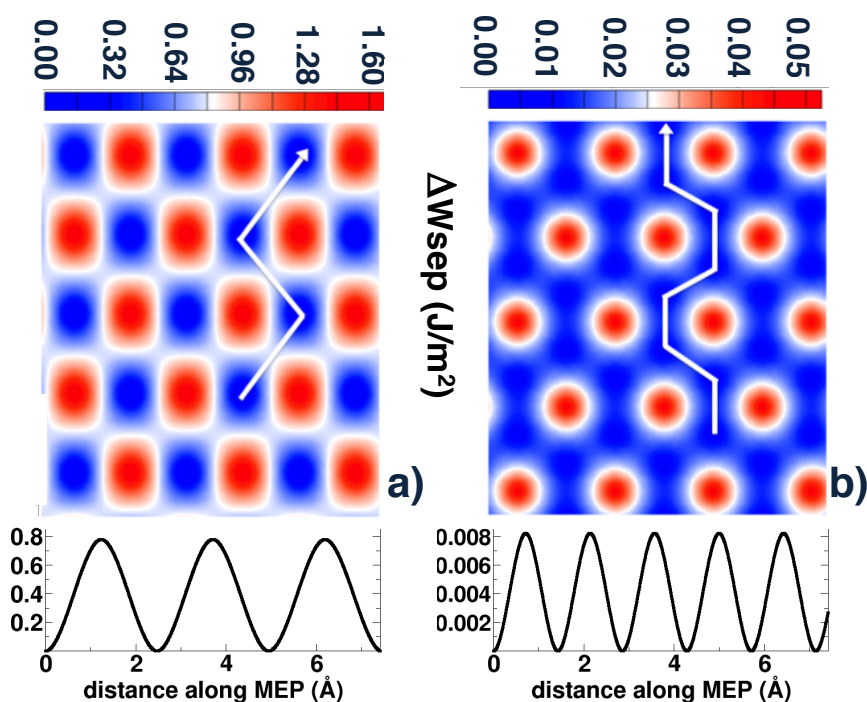 0.00 0.32 0.64 0.96 1.28 1.60
0.00 0.01 0.02 0.03 0.04 0.05
ΔWsep (J/m²)
a)
b)
0.8
0.6
0.4
0.2
0 2 4 6
distance along MEP (Å)
0.008
0.006
0.004
0.002
0 2 4 6
distance along MEP (Å)